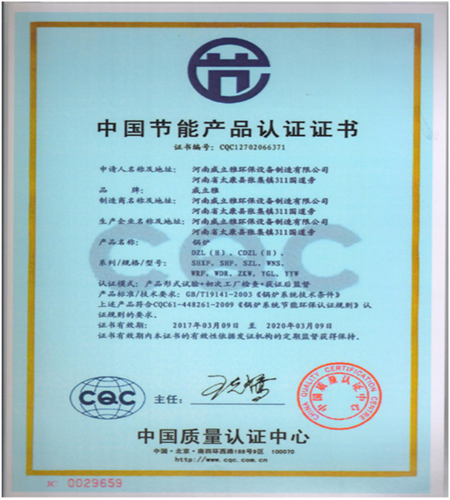 中国节能产品认证证书
证书编号: CQC12702066371
申请人名称及地址: 河南威立雅环保设备制造有限公司
河南省太康县张集镇311国道旁
品 牌: 威立雅
制造商名称及地址: 河南威立雅环保设备制造有限公司
河南省太康县张集镇311国道旁
生产企业名称及地址: 河南威立雅环保设备制造有限公司
河南省太康县张集镇311国道旁
产品名称: 锅炉
DZL(H)、CDZL(H)、
系列/规格/型号: SHXF、SHF、SZL、WNS、
WRP、WDR、ZKW、YGL、YYW
认证模式: 产品形式试验+初次工厂检查+获证后监督
产品标准/技术要求: GB/T19141-2003《锅炉系统技术条件》
上述产品符合CQC61-448261-2009《锅炉系统节能环保认证规则》认
证规则的要求。
证书有效期: 2017年03月09日 至 2020年03月09日
证书有效期内本证书的有效性依据发证机构的定期监督获得保持。
CQC
CQC
主任:
CHINA QUALITY CERTIFICATION CENTRE
中国质量认证中心
中国质量认证中心
中国·北京·南四环西路188号9区 100070
http://www.cqc.com.cn
0029659